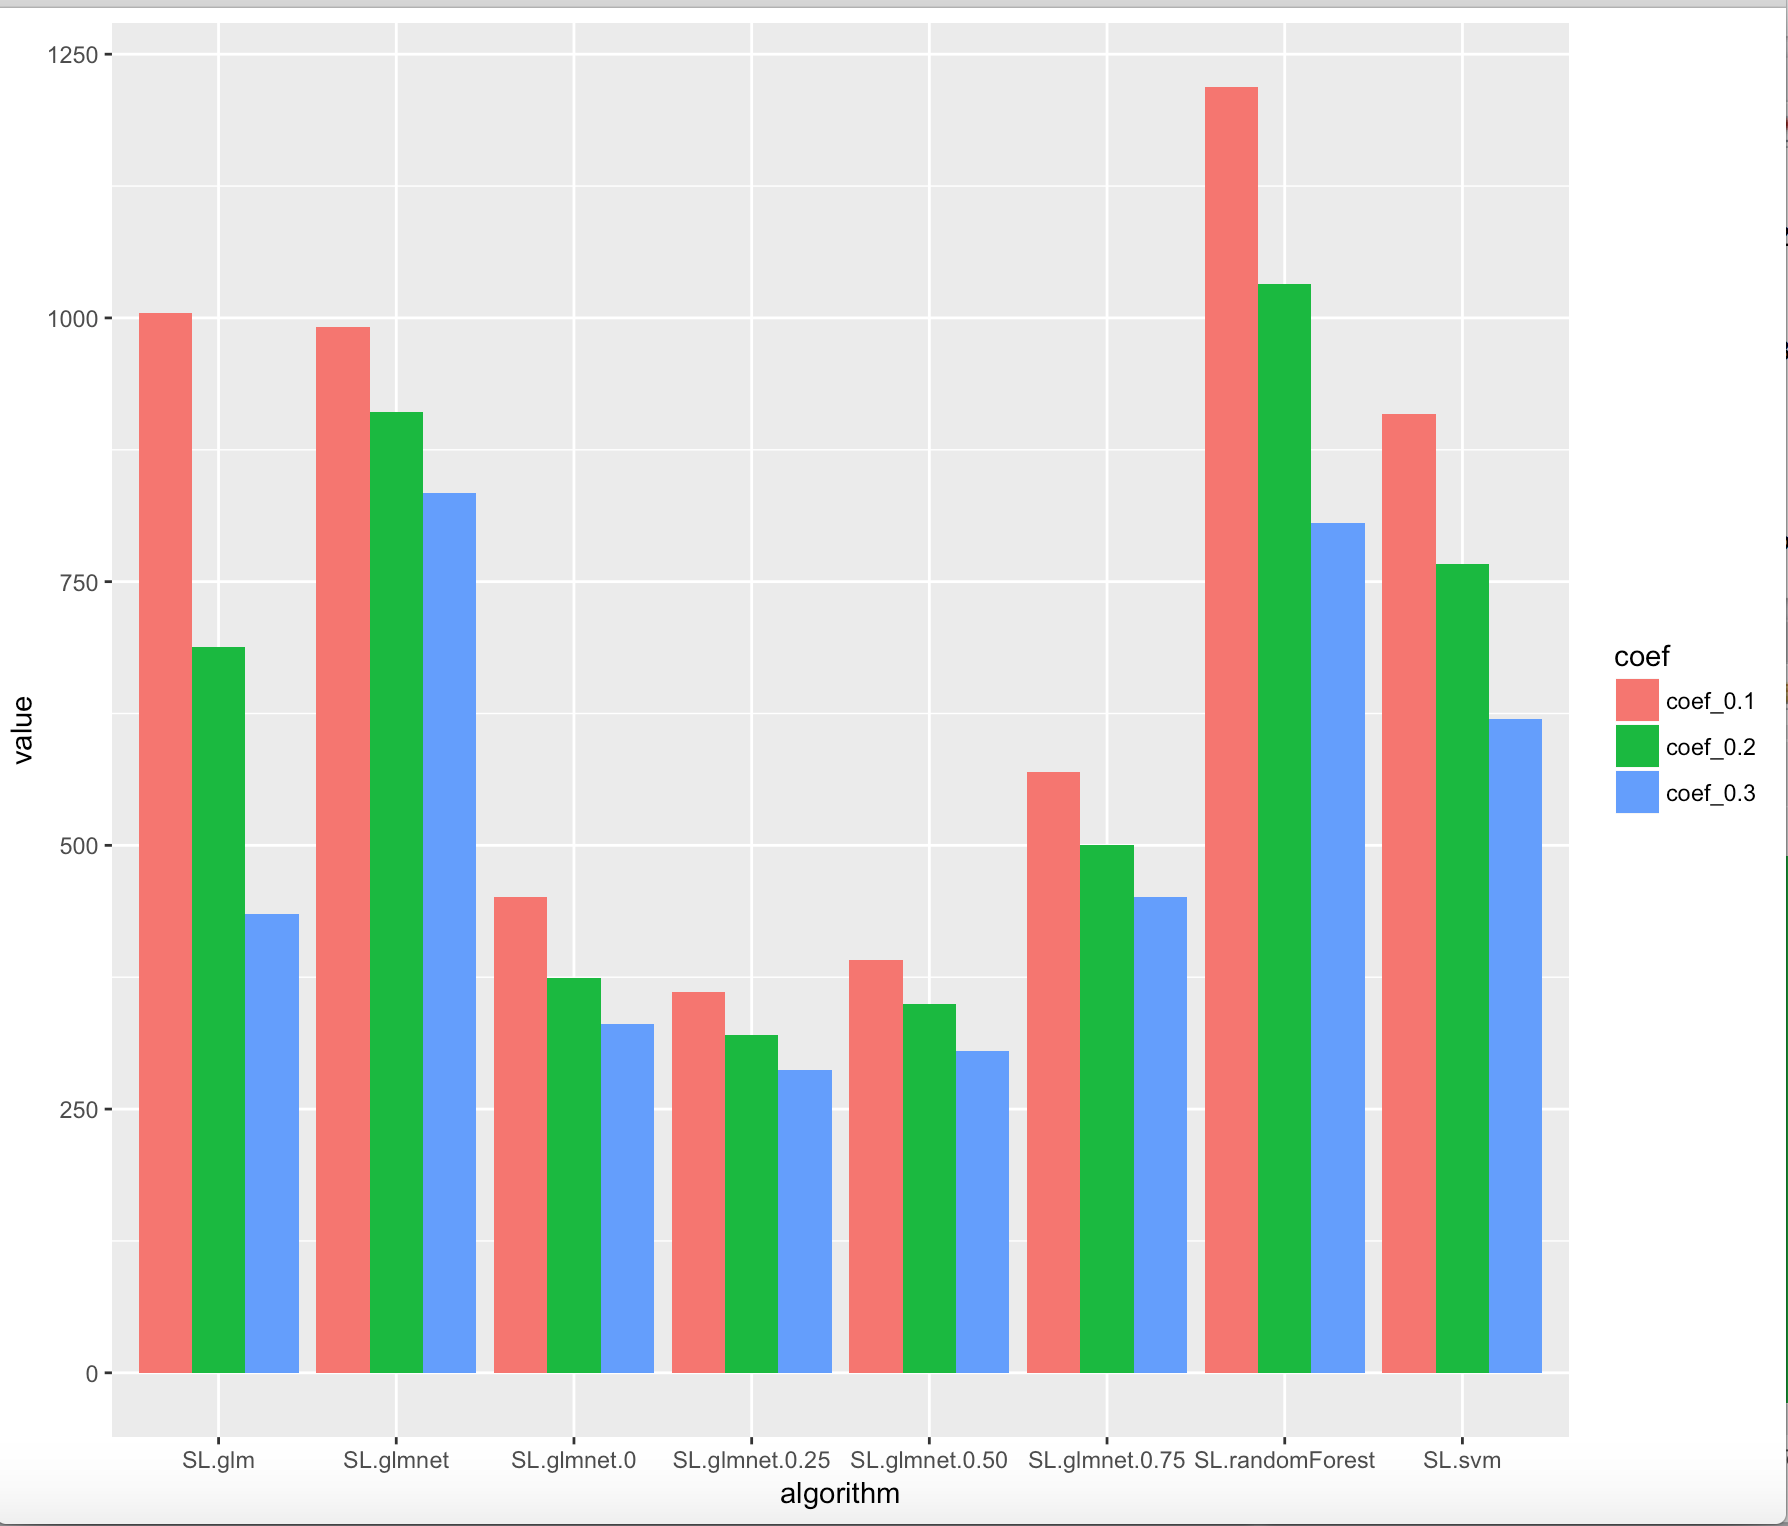 1250
1000
750
500
250
0
value
SL.glm SL.glmnet SL.glmnet.0 SL.glmnet.0.25 SL.glmnet.0.50 SL.glmnet.0.75 SL.randomForest SL.svm
algorithm
coef
coef_0.1
coef_0.2
coef_0.3